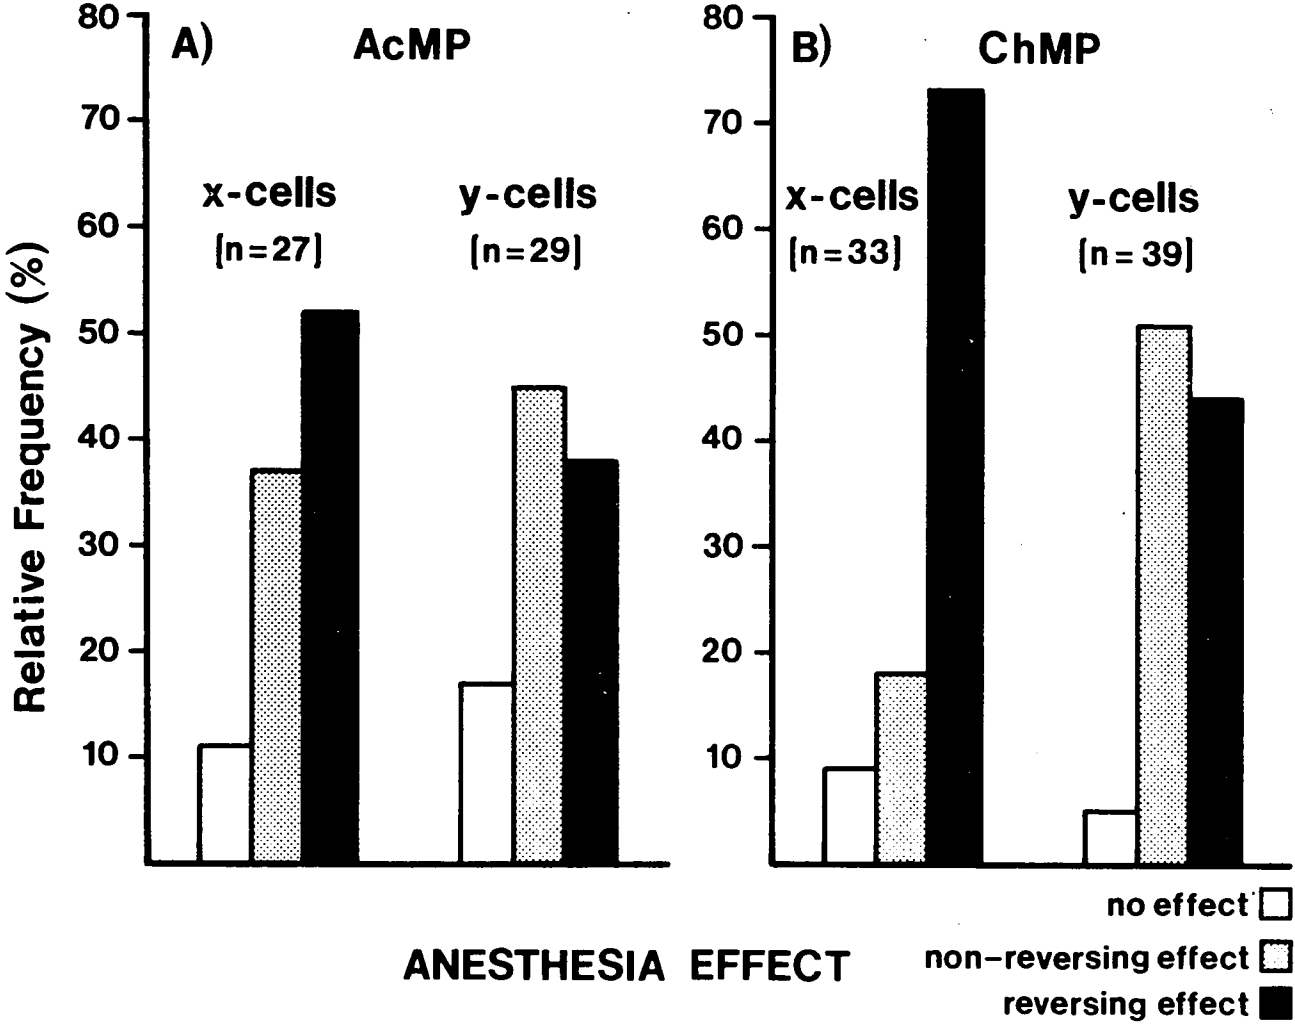 Relative Frequency (%)
A) AcMP
80
70
60
50
40
30
20
10
x-cells
[n=27]
y-cells
[n=29]
B) ChMP
80
70
60
50
40
30
20
10
x-cells
[n=33]
y-cells
[n=39]
ANESTHESIA EFFECT
no effect
non-reversing effect
reversing effect